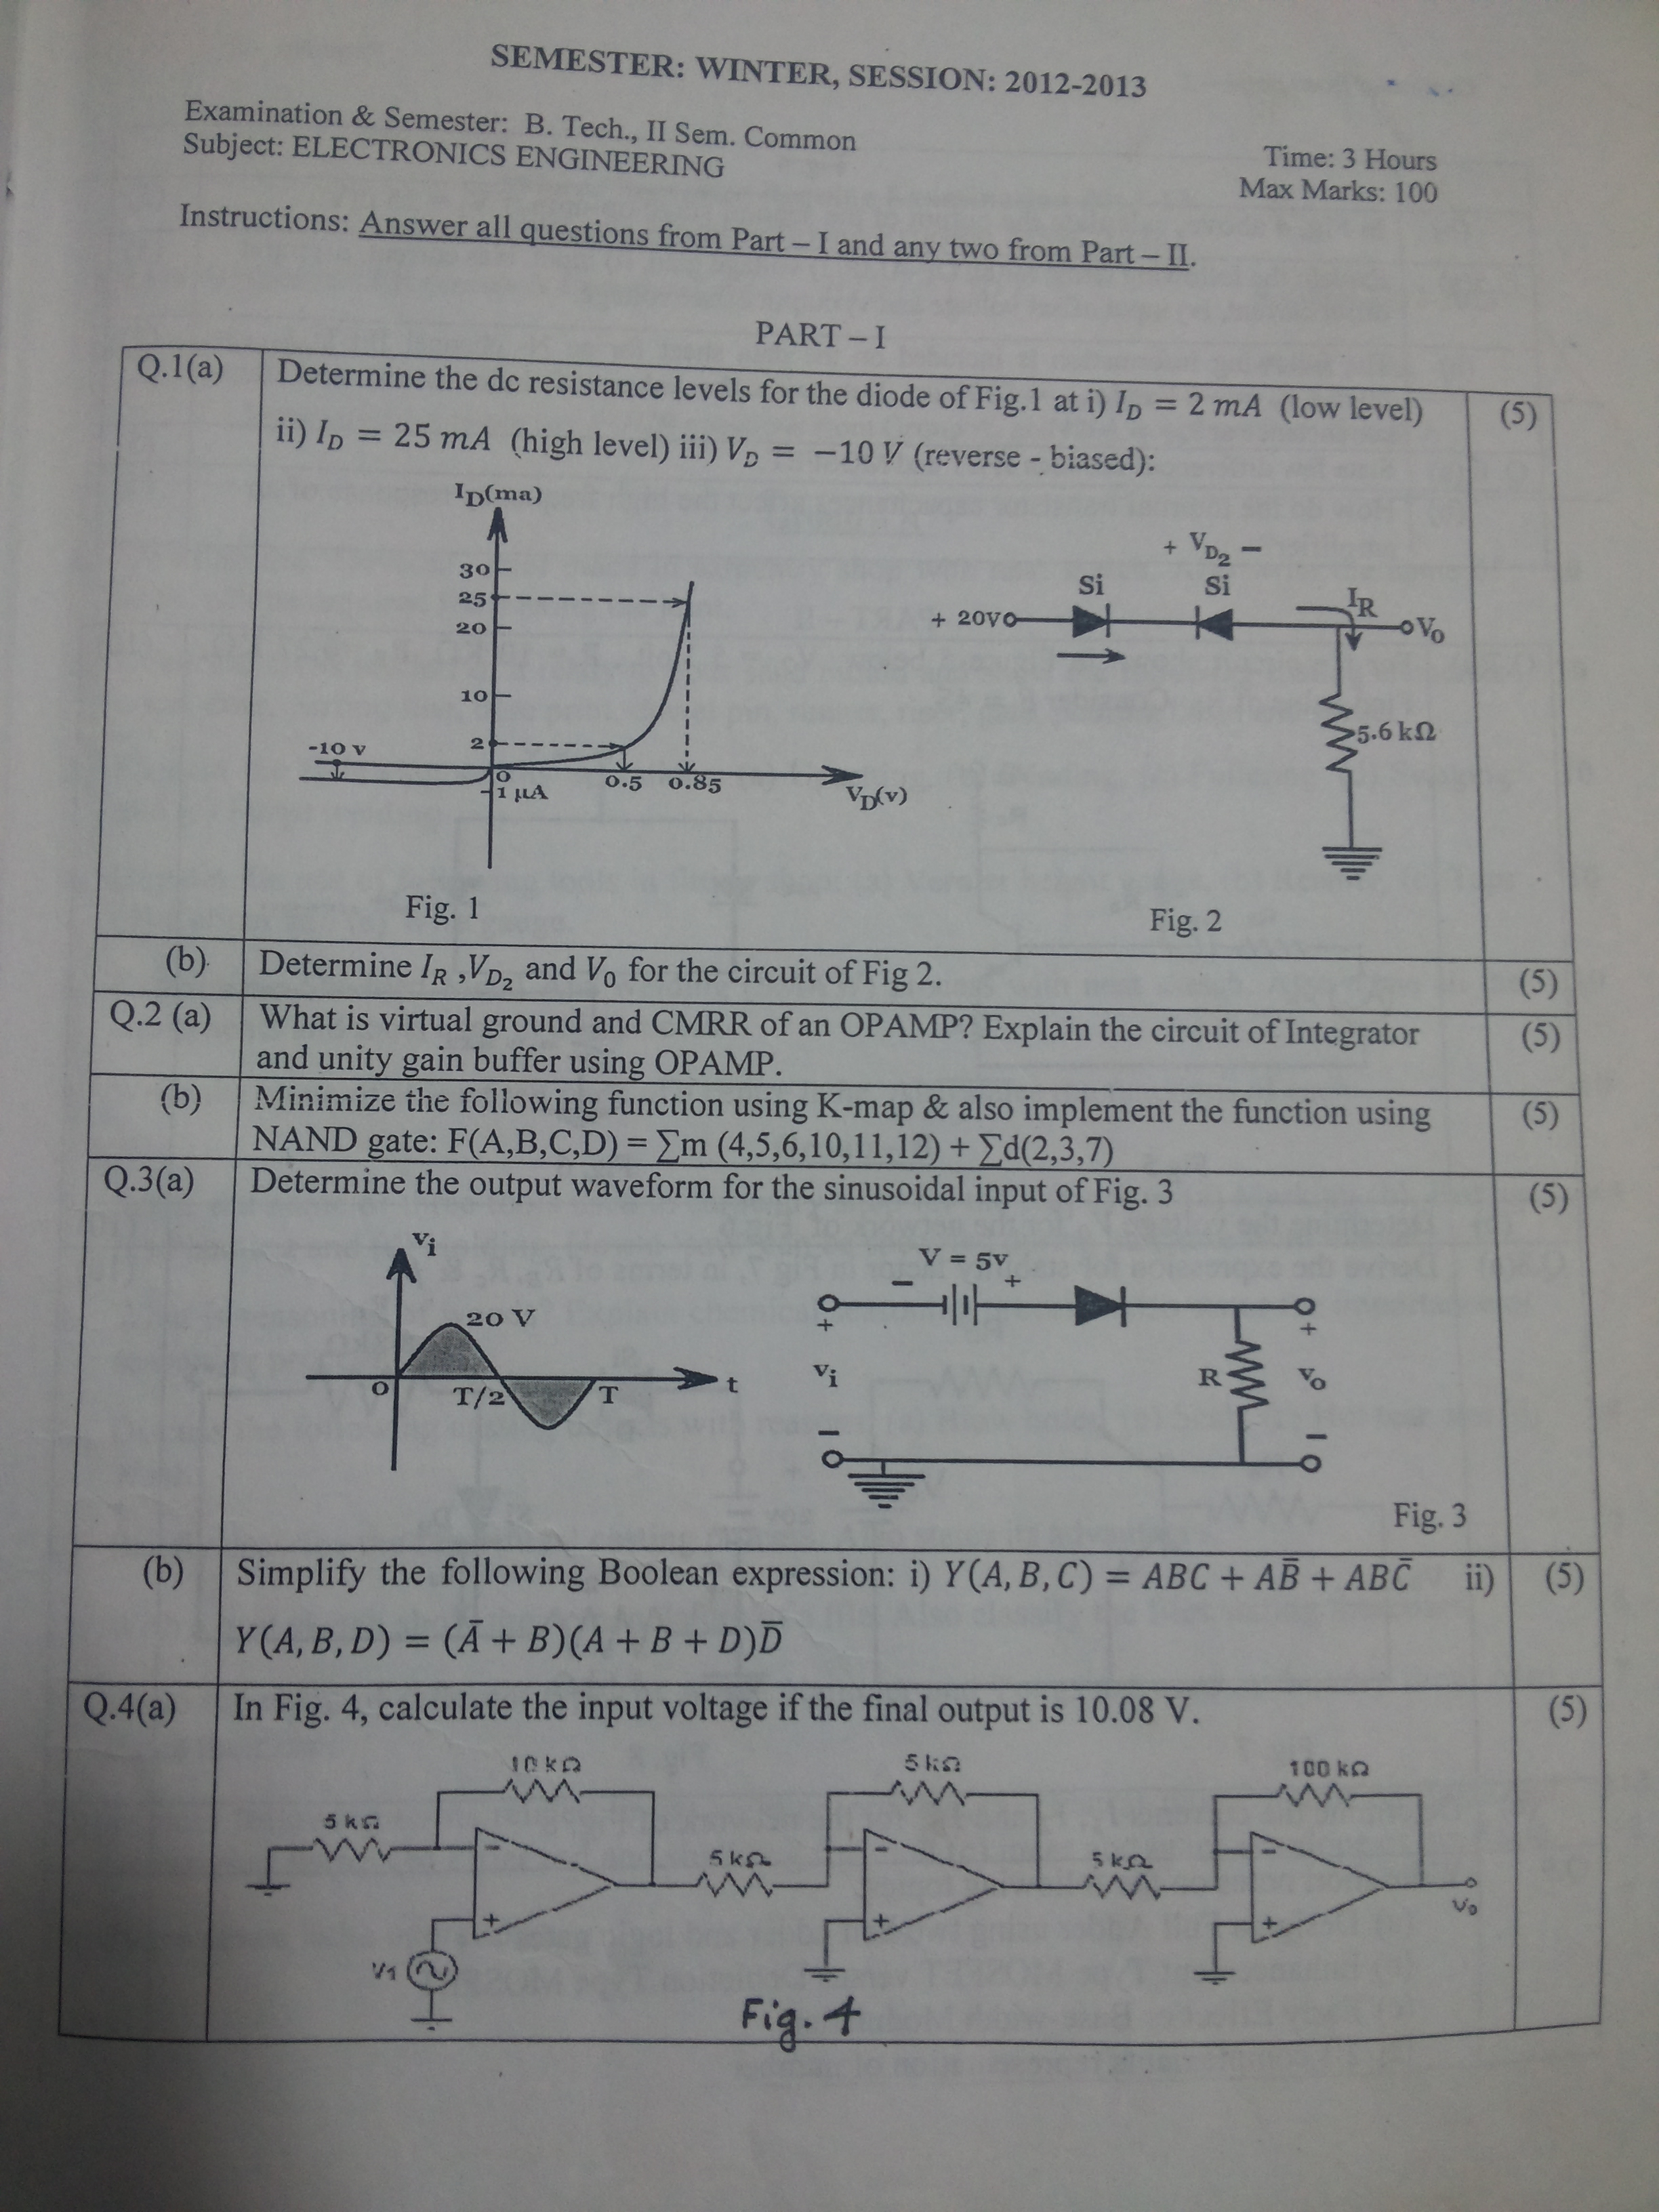 SEMESTER: WINTER, SESSION: 2012-2013
Examination & Semester: B. Tech., II Sem. Common
Subject: ELECTRONICS ENGINEERING
Time: 3 Hours
Max Marks: 100
Instructions: Answer all questions from Part – I and any two from Part – II.
PART – I
Q.1(a) Determine the dc resistance levels for the diode of Fig.1 at i) I_D = 2 mA (low level) (5)
ii) I_D = 25 mA (high level) iii) V_D = −10 V (reverse - biased):
I_D(ma)
30
25
20
10
2
-10 v
0
1 μA
0.5
0.85
V_D(v)
Fig. 1
+ V_D2 −
Si
Si
+ 20V
I_R
V_o
5.6 kΩ
Fig. 2
(b) Determine I_R ,V_D2 and V_0 for the circuit of Fig 2. (5)
Q.2 (a) What is virtual ground and CMRR of an OPAMP? Explain the circuit of Integrator (5)
and unity gain buffer using OPAMP.
(b) Minimize the following function using K-map & also implement the function using (5)
NAND gate: F(A,B,C,D) = ∑m (4,5,6,10,11,12) + ∑d(2,3,7)
Q.3(a) Determine the output waveform for the sinusoidal input of Fig. 3 (5)
v_i
20 V
0
T/2
T
t
V = 5v
− +
+ +
v_i
R
v_o
− −
Fig. 3
(b) Simplify the following Boolean expression: i) Y(A, B, C) = ABC + AB̄ + ABC̄ ii) (5)
Y(A, B, D) = (Ā + B)(A + B + D)D̄
Q.4(a) In Fig. 4, calculate the input voltage if the final output is 10.08 V. (5)
10 kΩ
5 kΩ
100 kΩ
5 kΩ
5 kΩ
5 kΩ
− − −
+ + +
V_o
V1
Fig. 4